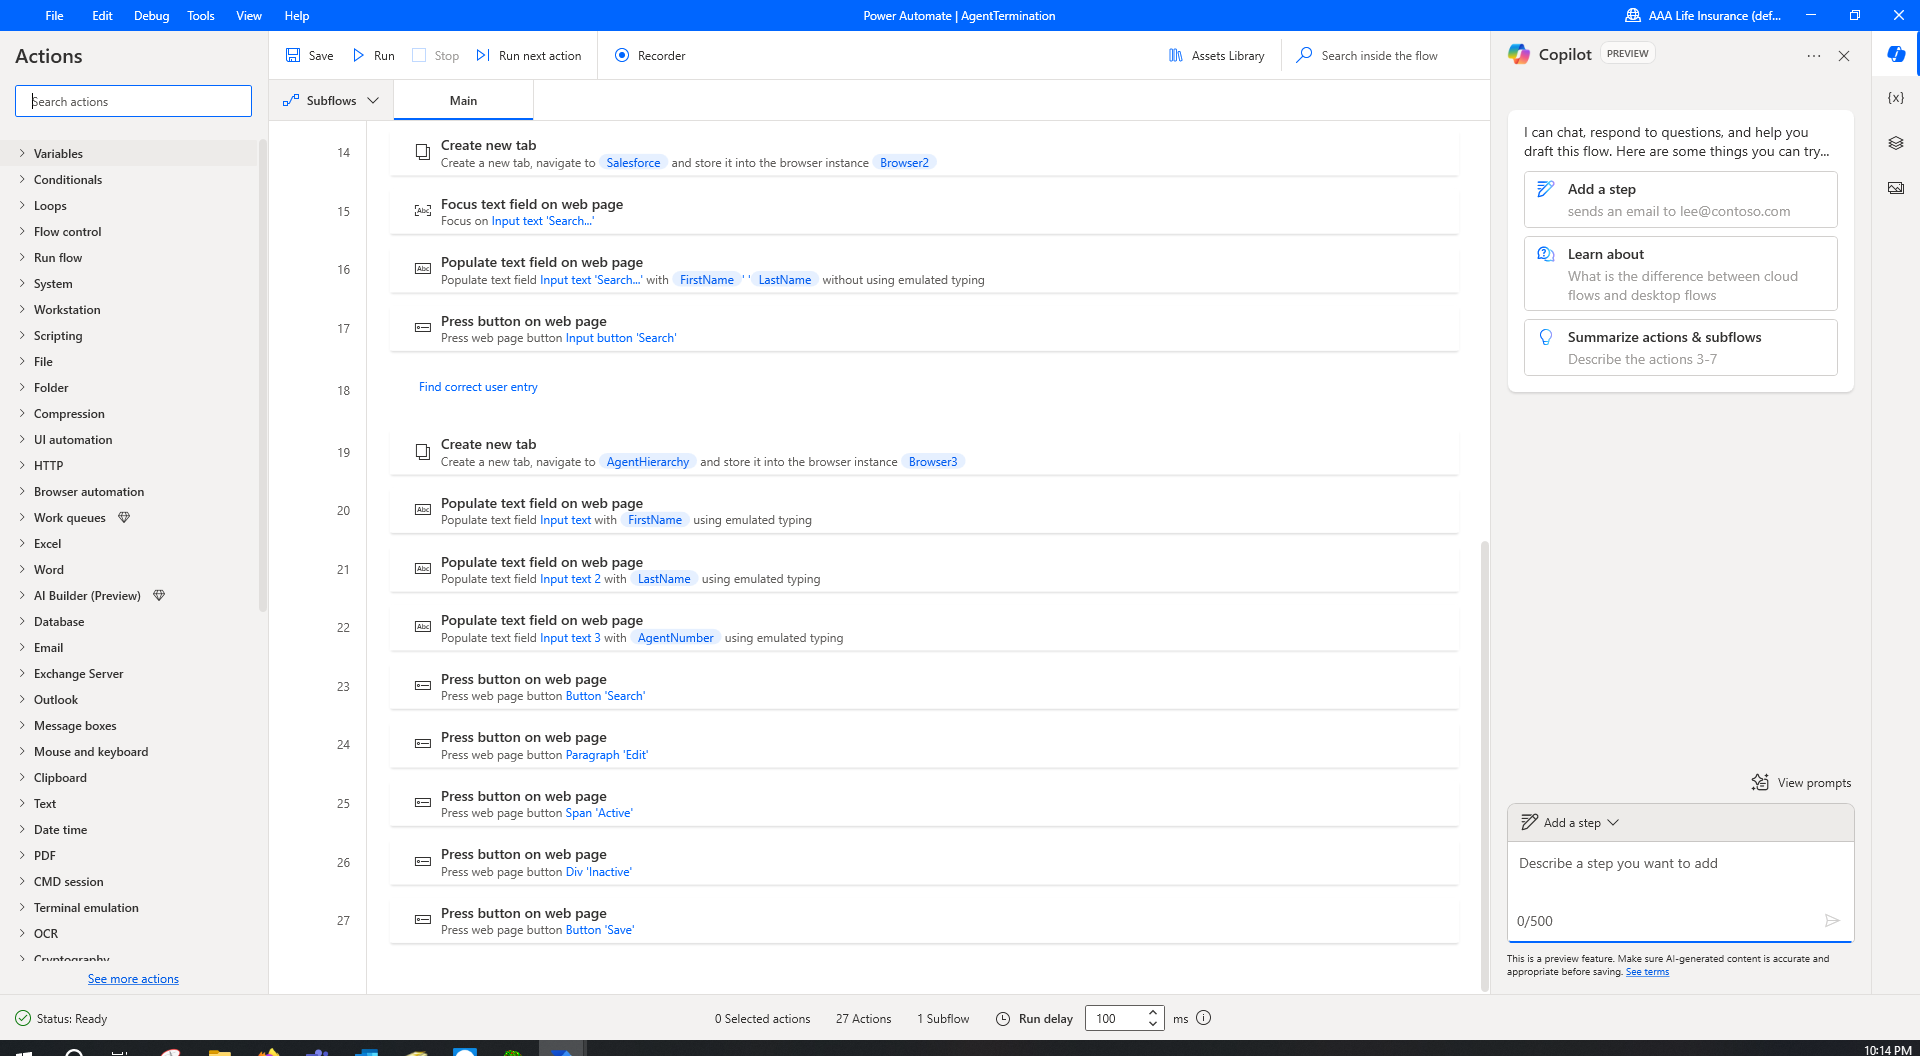 File Edit Debug Tools View Help
Power Automate | AgentTermination
AAA Life Insurance (def...
Actions
Search actions
Variables
Conditionals
Loops
Flow control
Run flow
System
Workstation
Scripting
File
Folder
Compression
UI automation
HTTP
Browser automation
Work queues
Excel
Word
AI Builder (Preview)
Database
Email
Exchange Server
Outlook
Message boxes
Mouse and keyboard
Clipboard
Text
Date time
PDF
CMD session
Terminal emulation
OCR
Cryptography
See more actions
Save Run Stop Run next action Recorder
Assets Library Search inside the flow
Subflows Main
14 Create new tab
Create a new tab, navigate to Salesforce and store it into the browser instance Browser2
15 Focus text field on web page
Focus on Input text 'Search...'
16 Populate text field on web page
Populate text field Input text 'Search...' with FirstName ' ' LastName without using emulated typing
17 Press button on web page
Press web page button Input button 'Search'
18 Find correct user entry
19 Create new tab
Create a new tab, navigate to AgentHierarchy and store it into the browser instance Browser3
20 Populate text field on web page
Populate text field Input text with FirstName using emulated typing
21 Populate text field on web page
Populate text field Input text 2 with LastName using emulated typing
22 Populate text field on web page
Populate text field Input text 3 with AgentNumber using emulated typing
23 Press button on web page
Press web page button Button 'Search'
24 Press button on web page
Press web page button Paragraph 'Edit'
25 Press button on web page
Press web page button Span 'Active'
26 Press button on web page
Press web page button Div 'Inactive'
27 Press button on web page
Press web page button Button 'Save'
Copilot PREVIEW
I can chat, respond to questions, and help you
draft this flow. Here are some things you can try...
Add a step
sends an email to lee@contoso.com
Learn about
What is the difference between cloud
flows and desktop flows
Summarize actions & subflows
Describe the actions 3-7
View prompts
Add a step
Describe a step you want to add
0/500
This is a preview feature. Make sure AI-generated content is accurate and
appropriate before saving. See terms
{x}
Status: Ready
0 Selected actions 27 Actions 1 Subflow Run delay 100 ms
10:14 PM